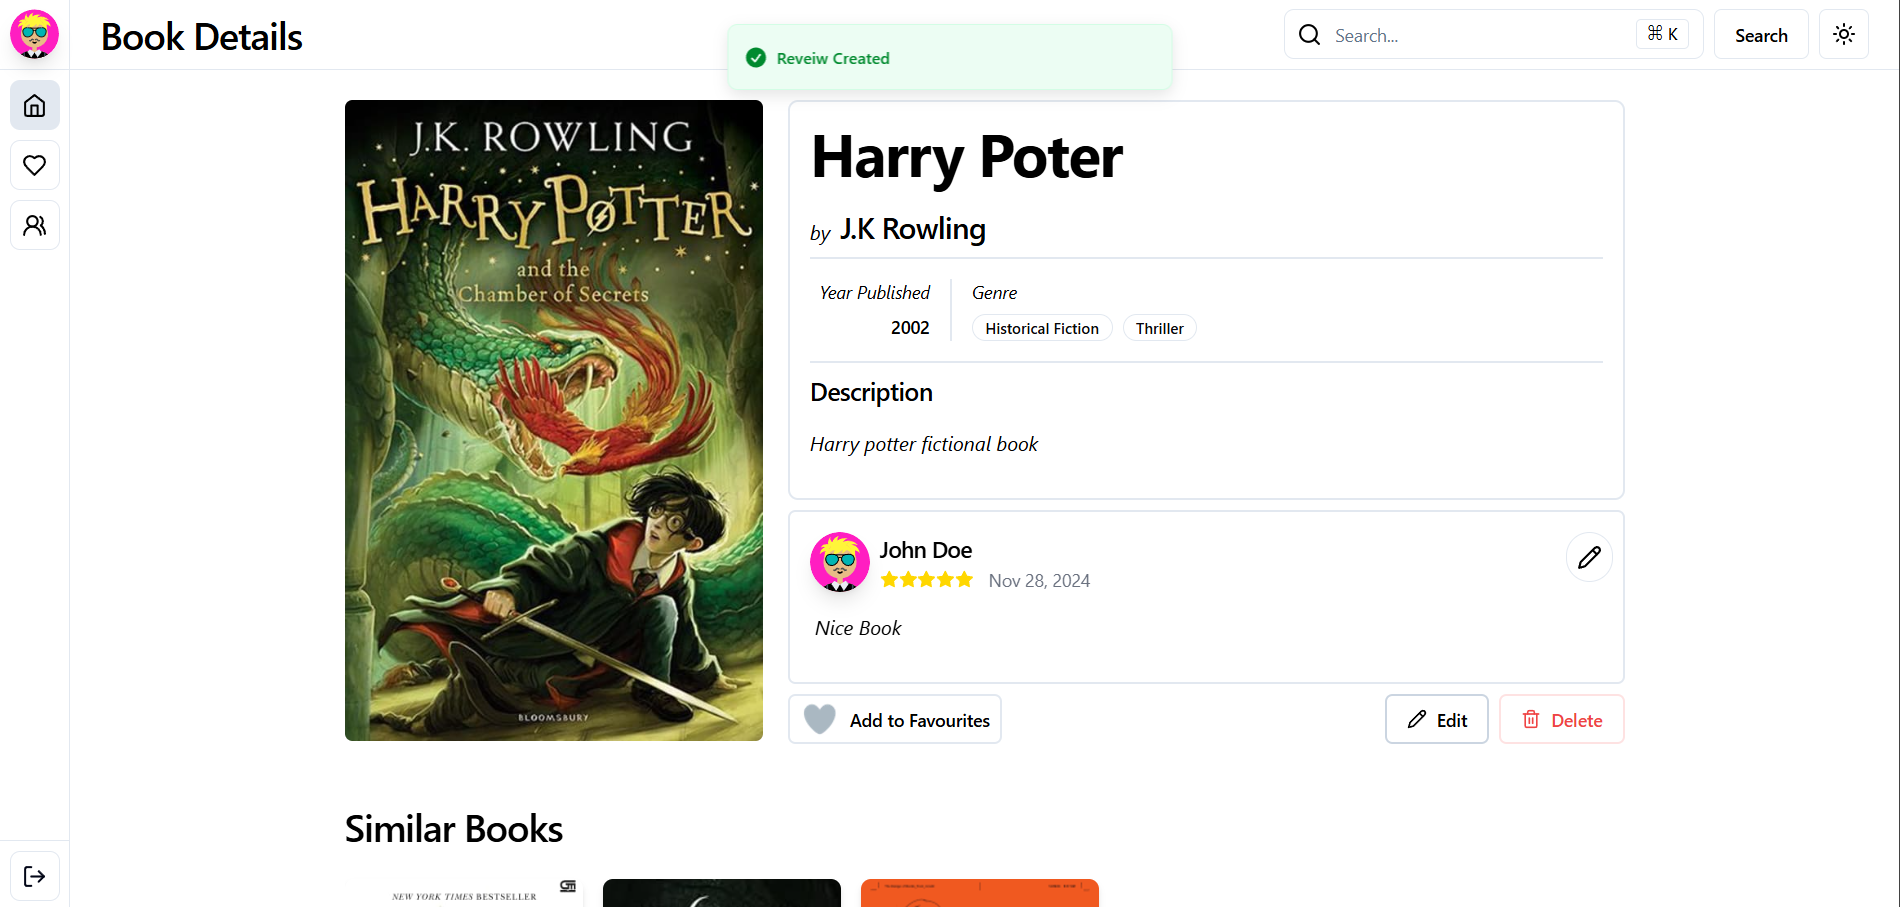 Book Details
Reveiw Created
Search...
⌘ K
Search
J.K. ROWLING
HARRY POTTER
and the
Chamber of Secrets
BLOOMSBURY
Harry Poter
by J.K Rowling
Year Published
2002
Genre
Historical Fiction
Thriller
Description
Harry potter fictional book
John Doe
Nov 28, 2024
Nice Book
Add to Favourites
Edit
Delete
Similar Books
NEW YORK TIMES BESTSELLER